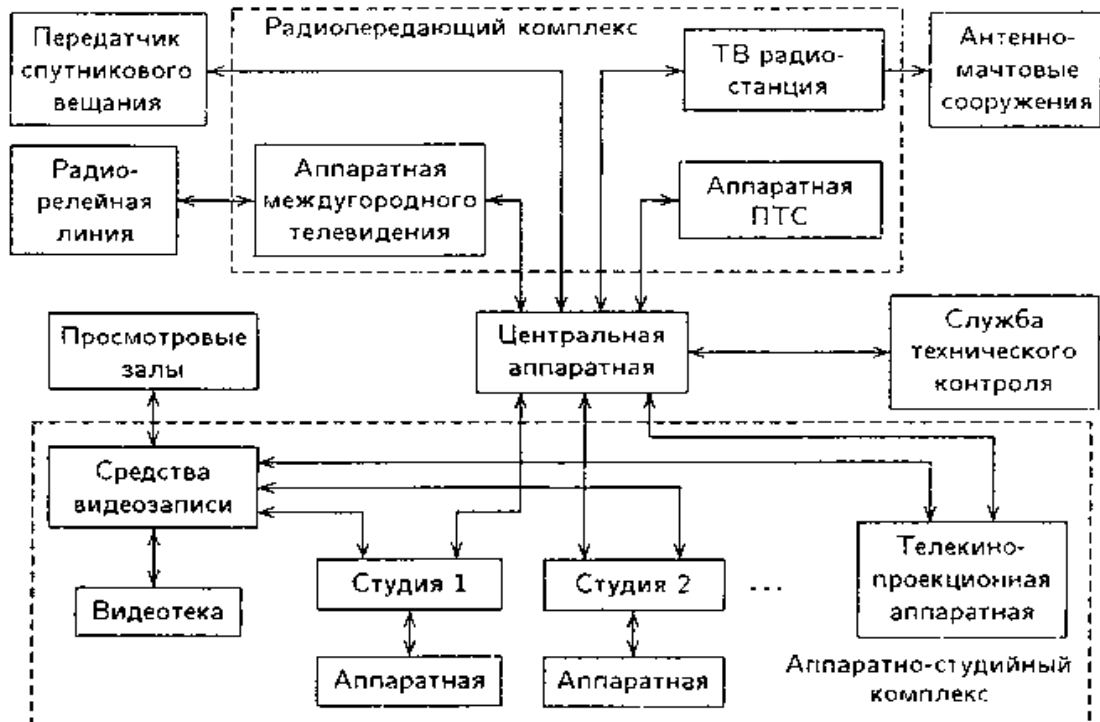 Передатчик
спутникового
вещания
Радиопередающий комплекс
ТВ радио-
станция
Антенно-
мачтовые
сооружения
Радио-
релейная
линия
Аппаратная
междугородного
телевидения
Аппаратная
ПТС
Просмотровые
залы
Центральная
аппаратная
Служба
технического
контроля
Средства
видеозаписи
Видеотека
Студия 1
Студия 2
...
Телекино-
проекционная
аппаратная
Аппаратная
Аппаратная
Аппаратно-студийный
комплекс